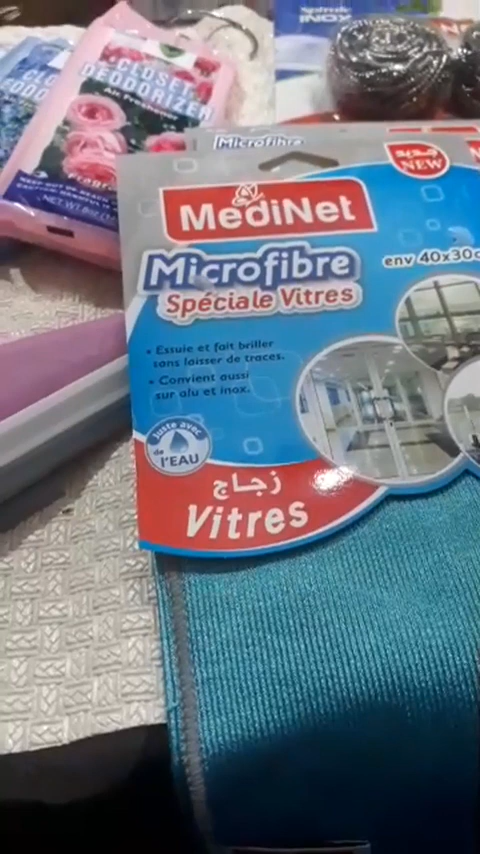 Spirale
INOX
CLOSET
DEODORIZER
Air Freshener
Microfibre
جديد
NEW
MediNet
Microfibre
env 40x30c
Spéciale Vitres
• Essuie et fait briller
sans laisser de traces.
• Convient aussi
sur alu et inox.
Juste avec
de
l'EAU
زجاج
Vitres